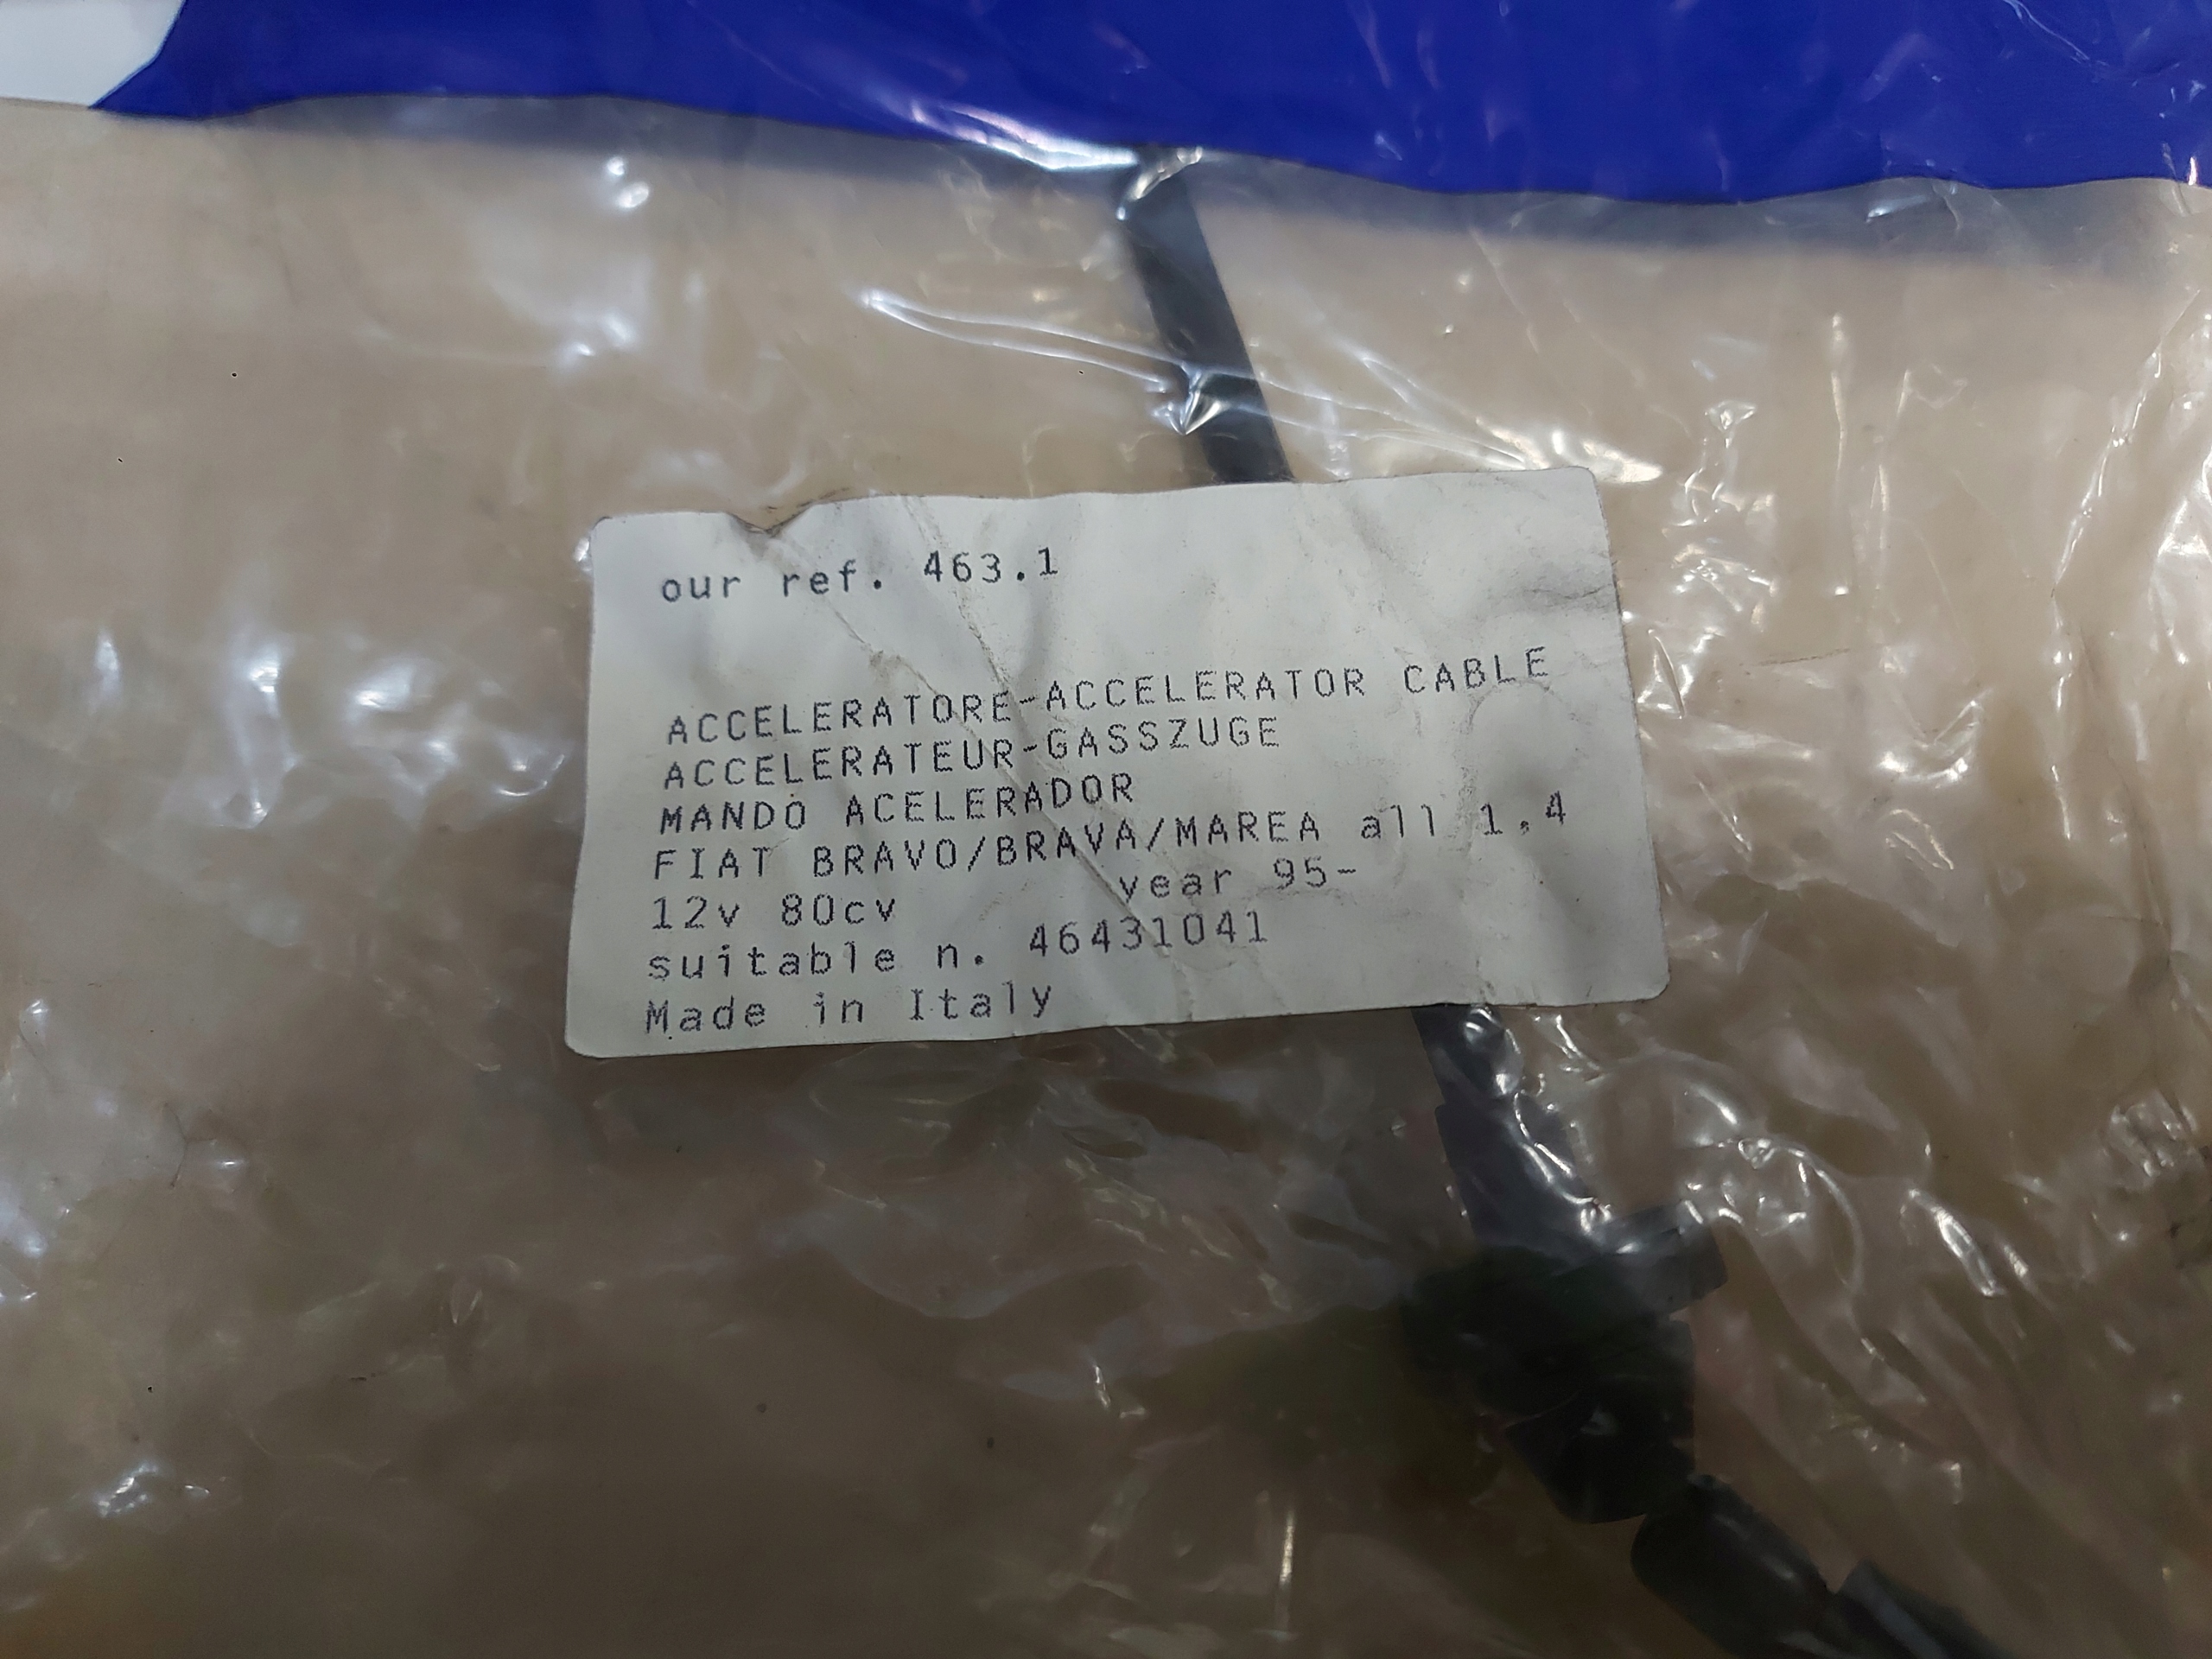 our ref. 463.1
ACCELERATORE-ACCELERATOR CABLE
ACCELERATEUR-GASSZUGE
MANDO ACELERADOR
FIAT BRAVO/BRAVA/MAREA all 1.4
12v 80cv year 95-
suitable n. 46431041
Made in Italy